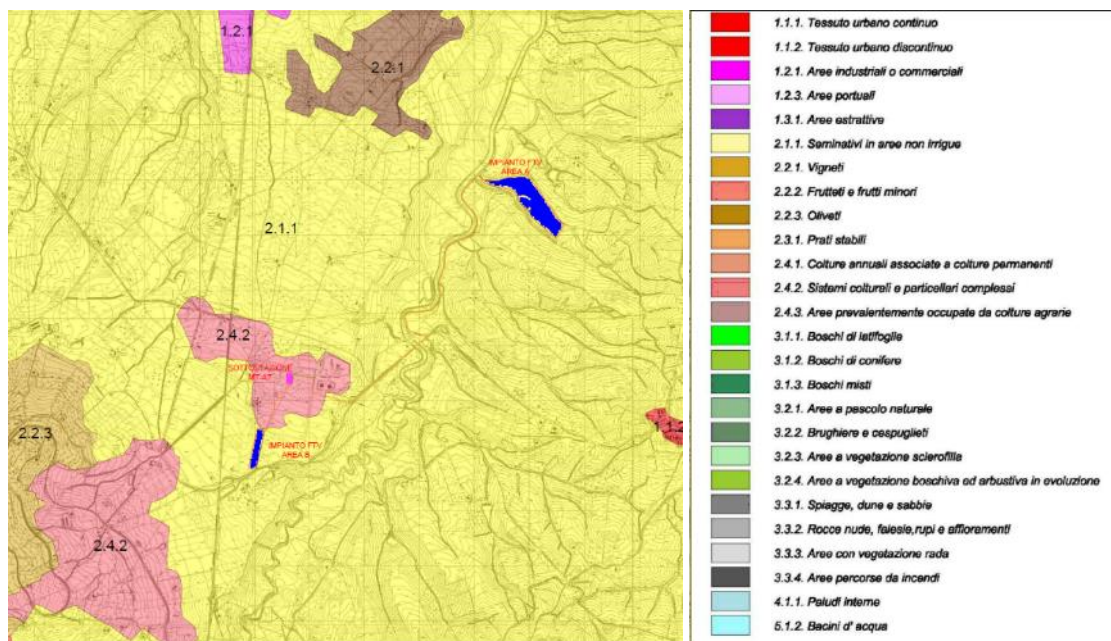 1.2.1
2.2.1
IMPIANTO FTV
AREA A
2.1.1
2.4.2
SOTTOSTAZIONE
MT-AT
1.1.2
2.2.3
IMPIANTO FTV
AREA B
2.4.2
1.1.1. Tessuto urbano continuo
1.1.2. Tessuto urbano discontinuo
1.2.1. Aree industriali o commerciali
1.2.3. Aree portuali
1.3.1. Aree estrattive
2.1.1. Seminativi in aree non irrigue
2.2.1. Vigneti
2.2.2. Frutteti e frutti minori
2.2.3. Oliveti
2.3.1. Prati stabili
2.4.1. Colture annuali associate a colture permanenti
2.4.2. Sistemi colturali e particellari complessi
2.4.3. Aree prevalentemente occupate da colture agrarie
3.1.1. Boschi di latifoglie
3.1.2. Boschi di conifere
3.1.3. Boschi misti
3.2.1. Aree a pascolo naturale
3.2.2. Brughiere e cespuglieti
3.2.3. Aree a vegetazione sclerofilla
3.2.4. Aree a vegetazione boschiva ed arbustiva in evoluzione
3.3.1. Spiagge, dune e sabbie
3.3.2. Rocce nude, falesie,rupi e affioramenti
3.3.3. Aree con vegetazione rada
3.3.4. Aree percorse da incendi
4.1.1. Paludi interne
5.1.2. Bacini d' acqua